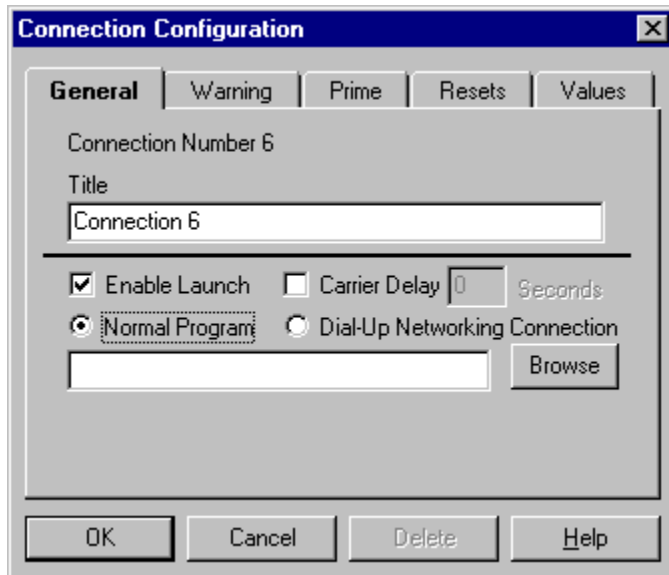 Connection Configuration
General Warning Prime Resets Values
Connection Number 6
Title
Connection 6
Enable Launch Carrier Delay 0 Seconds
Normal Program Dial-Up Networking Connection
Browse
OK Cancel Delete Help